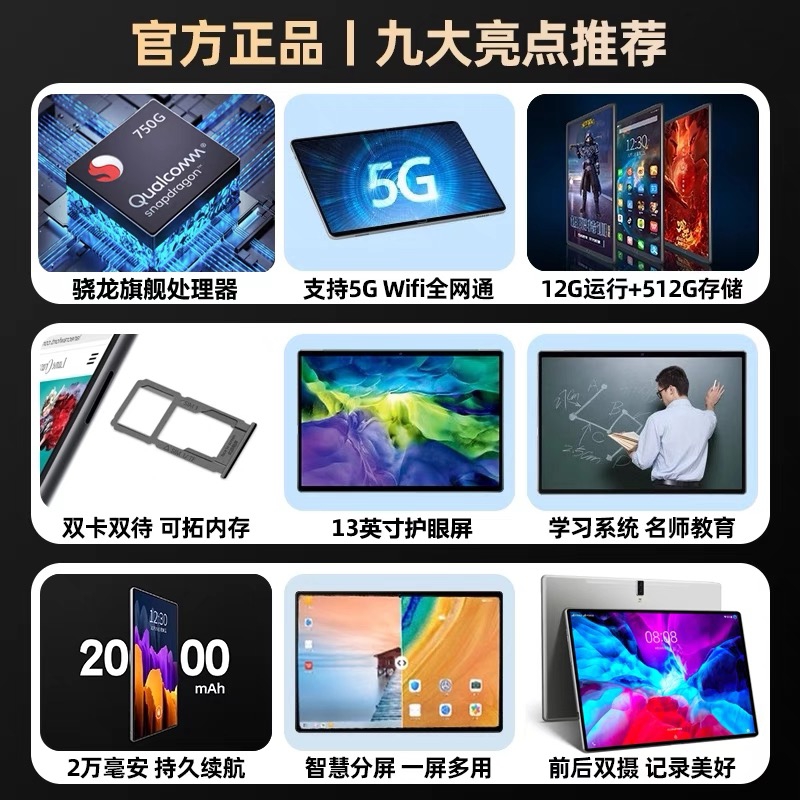 官方正品丨九大亮点推荐
750G
Qualcomm
snapdragon
5G
12:30
骁龙旗舰处理器
支持5G Wifi全网通
12G运行+512G存储
A
B
C
2.5cm
双卡双待 可拓内存
13英寸护眼屏
学习系统 名师教育
20
12:30
00
mAh
08:08
2万毫安 持久续航
智慧分屏 一屏多用
前后双摄 记录美好